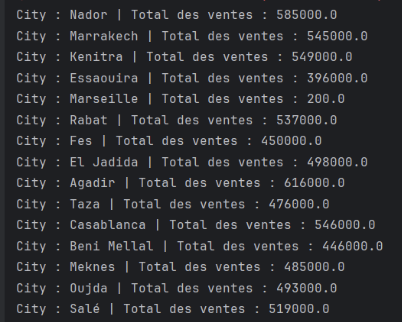 City : Nador | Total des ventes : 585000.0
City : Marrakech | Total des ventes : 545000.0
City : Kenitra | Total des ventes : 549000.0
City : Essaouira | Total des ventes : 396000.0
City : Marseille | Total des ventes : 200.0
City : Rabat | Total des ventes : 537000.0
City : Fes | Total des ventes : 450000.0
City : El Jadida | Total des ventes : 498000.0
City : Agadir | Total des ventes : 616000.0
City : Taza | Total des ventes : 476000.0
City : Casablanca | Total des ventes : 546000.0
City : Beni Mellal | Total des ventes : 446000.0
City : Meknes | Total des ventes : 485000.0
City : Oujda | Total des ventes : 493000.0
City : Salé | Total des ventes : 519000.0